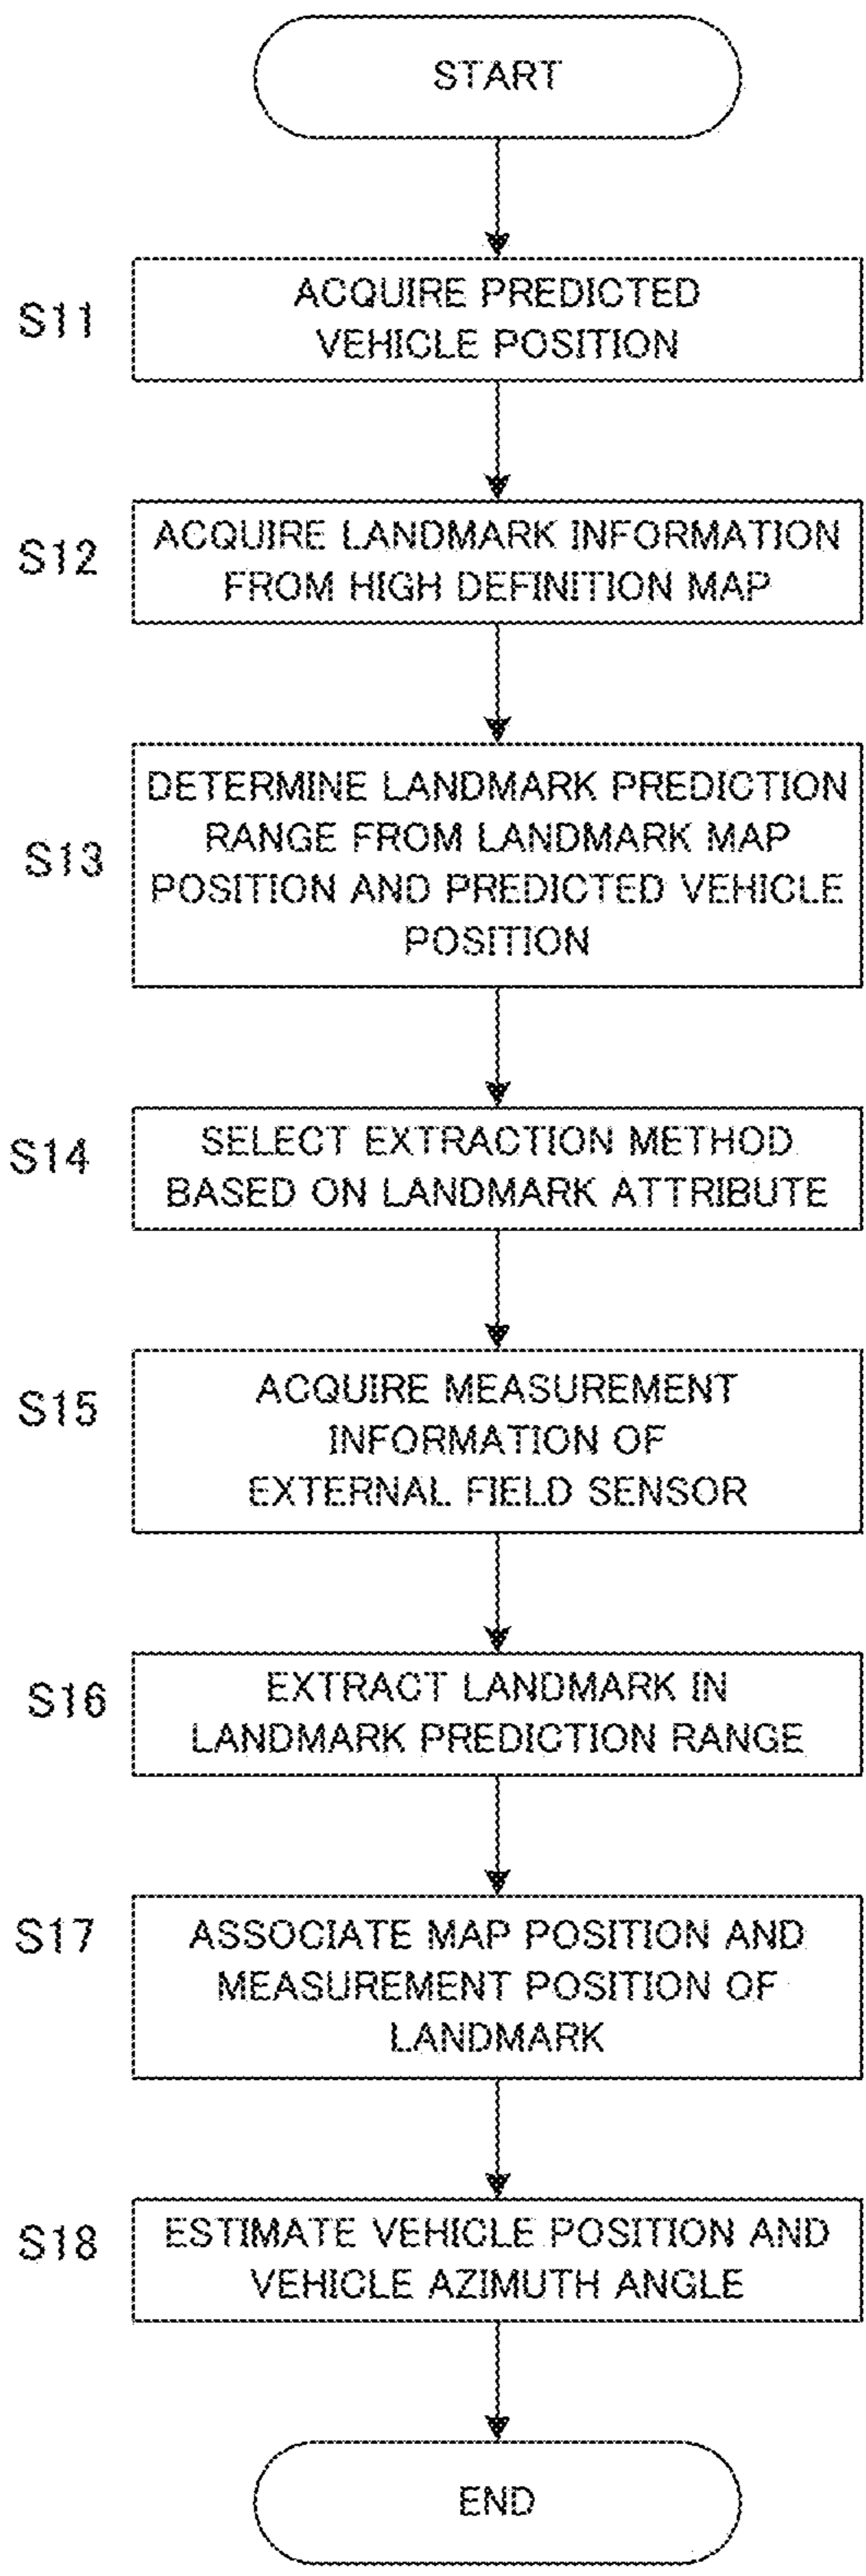 START
S11
ACQUIRE PREDICTED
VEHICLE POSITION
S12
ACQUIRE LANDMARK INFORMATION
FROM HIGH DEFINITION MAP
S13
DETERMINE LANDMARK PREDICTION
RANGE FROM LANDMARK MAP
POSITION AND PREDICTED VEHICLE
POSITION
S14
SELECT EXTRACTION METHOD
BASED ON LANDMARK ATTRIBUTE
S15
ACQUIRE MEASUREMENT
INFORMATION OF
EXTERNAL FIELD SENSOR
S16
EXTRACT LANDMARK IN
LANDMARK PREDICTION RANGE
S17
ASSOCIATE MAP POSITION AND
MEASUREMENT POSITION OF
LANDMARK
S18
ESTIMATE VEHICLE POSITION AND
VEHICLE AZIMUTH ANGLE
END